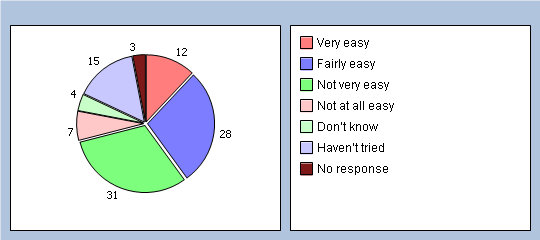 3
12
15
4
28
7
31
Very easy
Fairly easy
Not very easy
Not at all easy
Don't know
Haven't tried
No response